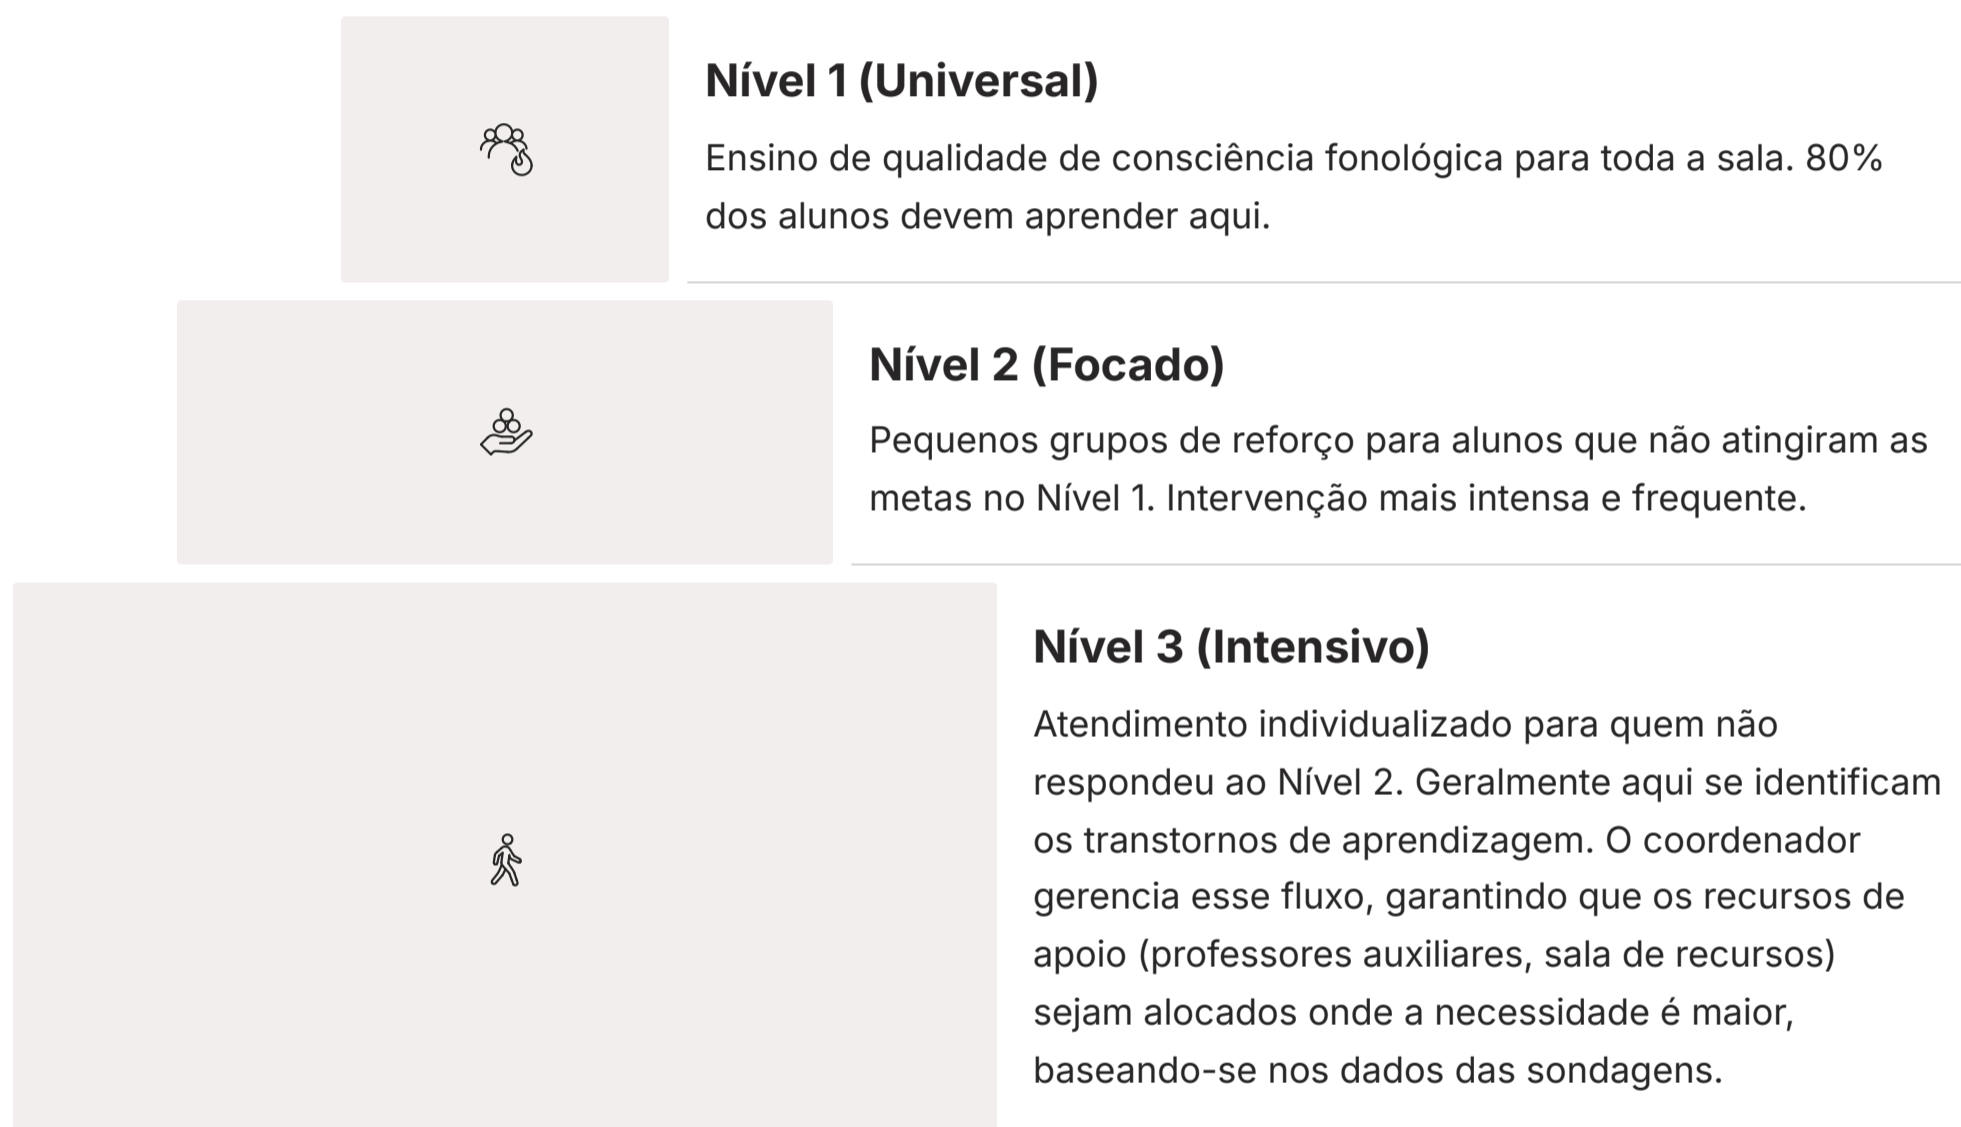 Nível 1 (Universal)
Ensino de qualidade de consciência fonológica para toda a sala. 80%
dos alunos devem aprender aqui.
Nível 2 (Focado)
Pequenos grupos de reforço para alunos que não atingiram as
metas no Nível 1. Intervenção mais intensa e frequente.
Nível 3 (Intensivo)
Atendimento individualizado para quem não
respondeu ao Nível 2. Geralmente aqui se identificam
os transtornos de aprendizagem. O coordenador
gerencia esse fluxo, garantindo que os recursos de
apoio (professores auxiliares, sala de recursos)
sejam alocados onde a necessidade é maior,
baseando-se nos dados das sondagens.